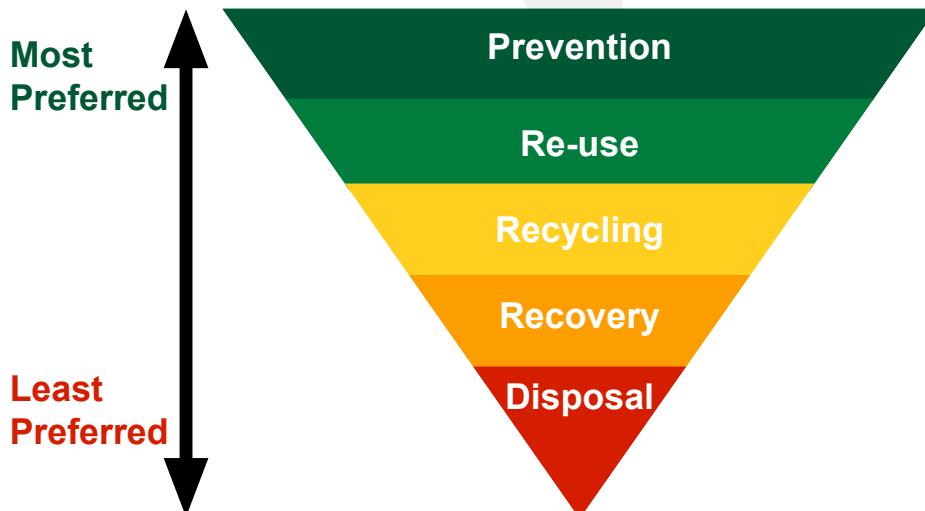 Most
Preferred
Prevention
Re-use
Recycling
Recovery
Disposal
Least
Preferred